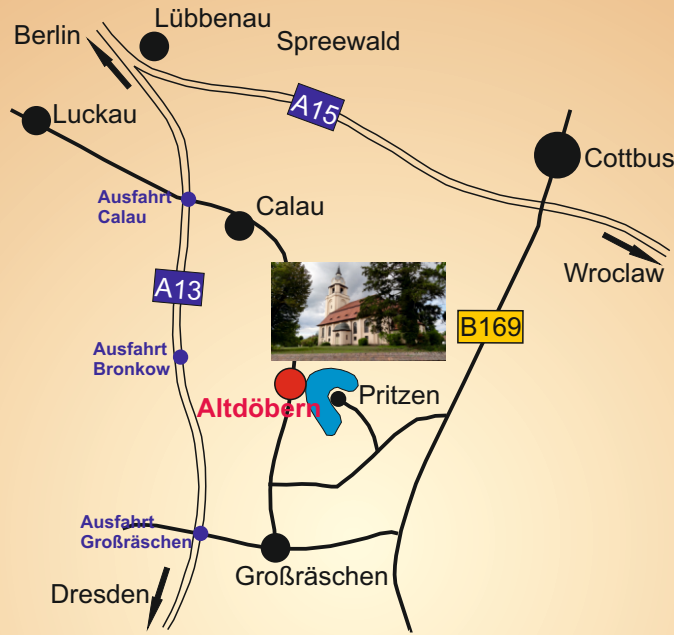 Lübbenau
Berlin
Spreewald
A15
Luckau
Cottbus
Ausfahrt
Calau
Calau
Wroclaw
A13
B169
Ausfahrt
Bronkow
Pritzen
Altdöbern
Ausfahrt
Großräschen
Großräschen
Dresden